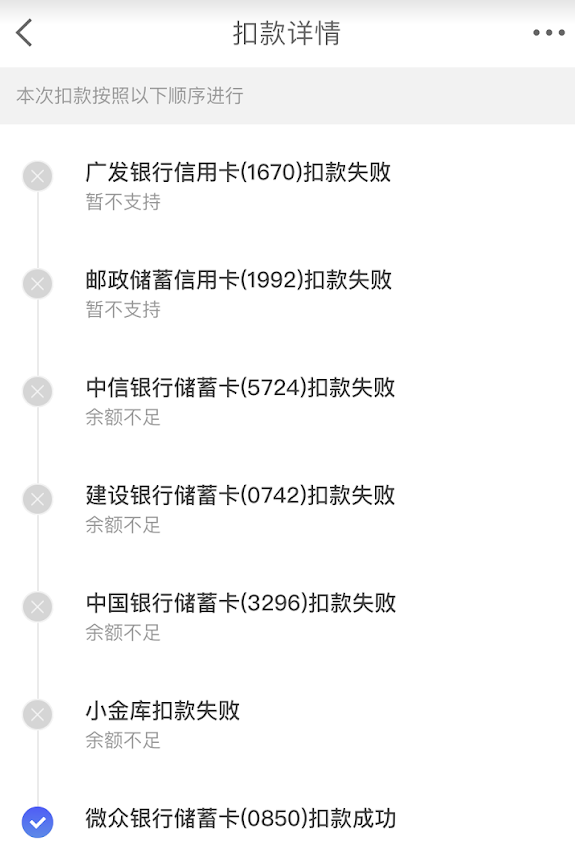 扣款详情
本次扣款按照以下顺序进行
广发银行信用卡(1670)扣款失败
暂不支持
邮政储蓄信用卡(1992)扣款失败
暂不支持
中信银行储蓄卡(5724)扣款失败
余额不足
建设银行储蓄卡(0742)扣款失败
余额不足
中国银行储蓄卡(3296)扣款失败
余额不足
小金库扣款失败
余额不足
微众银行储蓄卡(0850)扣款成功